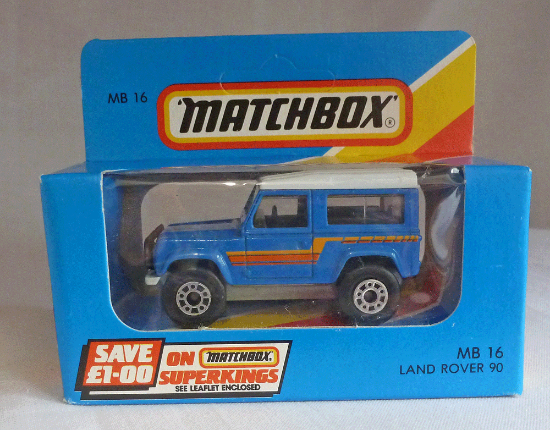 MB 16
"MATCHBOX"
®
SAVE
£1·00
ON "MATCHBOX"
SUPERKINGS
SEE LEAFLET ENCLOSED
MB 16
LAND ROVER 90